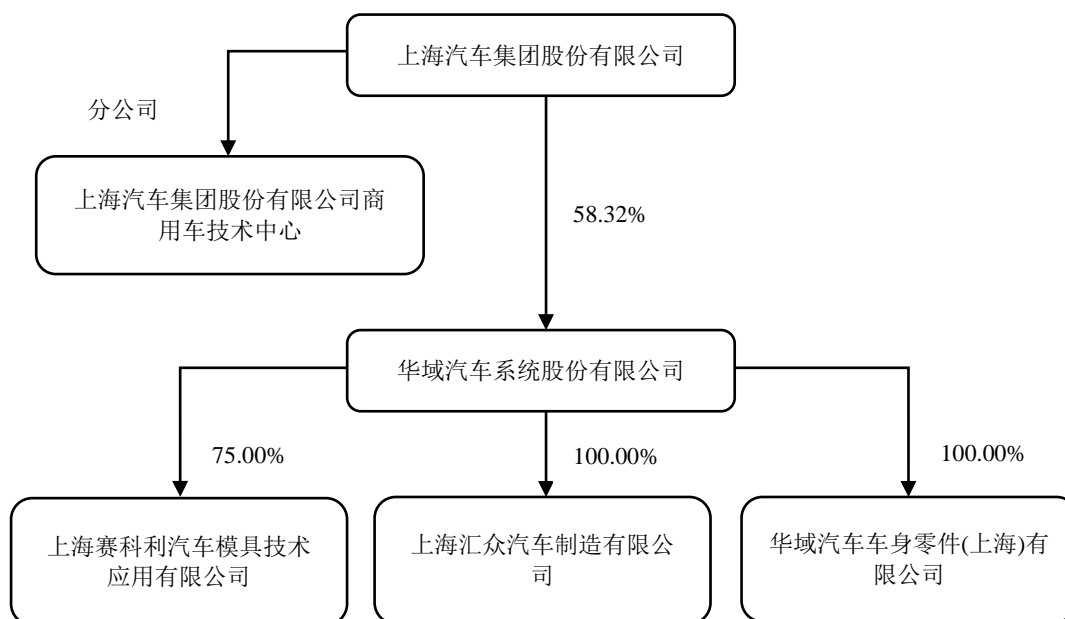 上海汽车集团股份有限公司
分公司
上海汽车集团股份有限公司商
用车技术中心
58.32%
华域汽车系统股份有限公司
75.00%
100.00%
100.00%
上海赛科利汽车模具技术
应用有限公司
上海汇众汽车制造有限公
司
华域汽车车身零件(上海)有
限公司